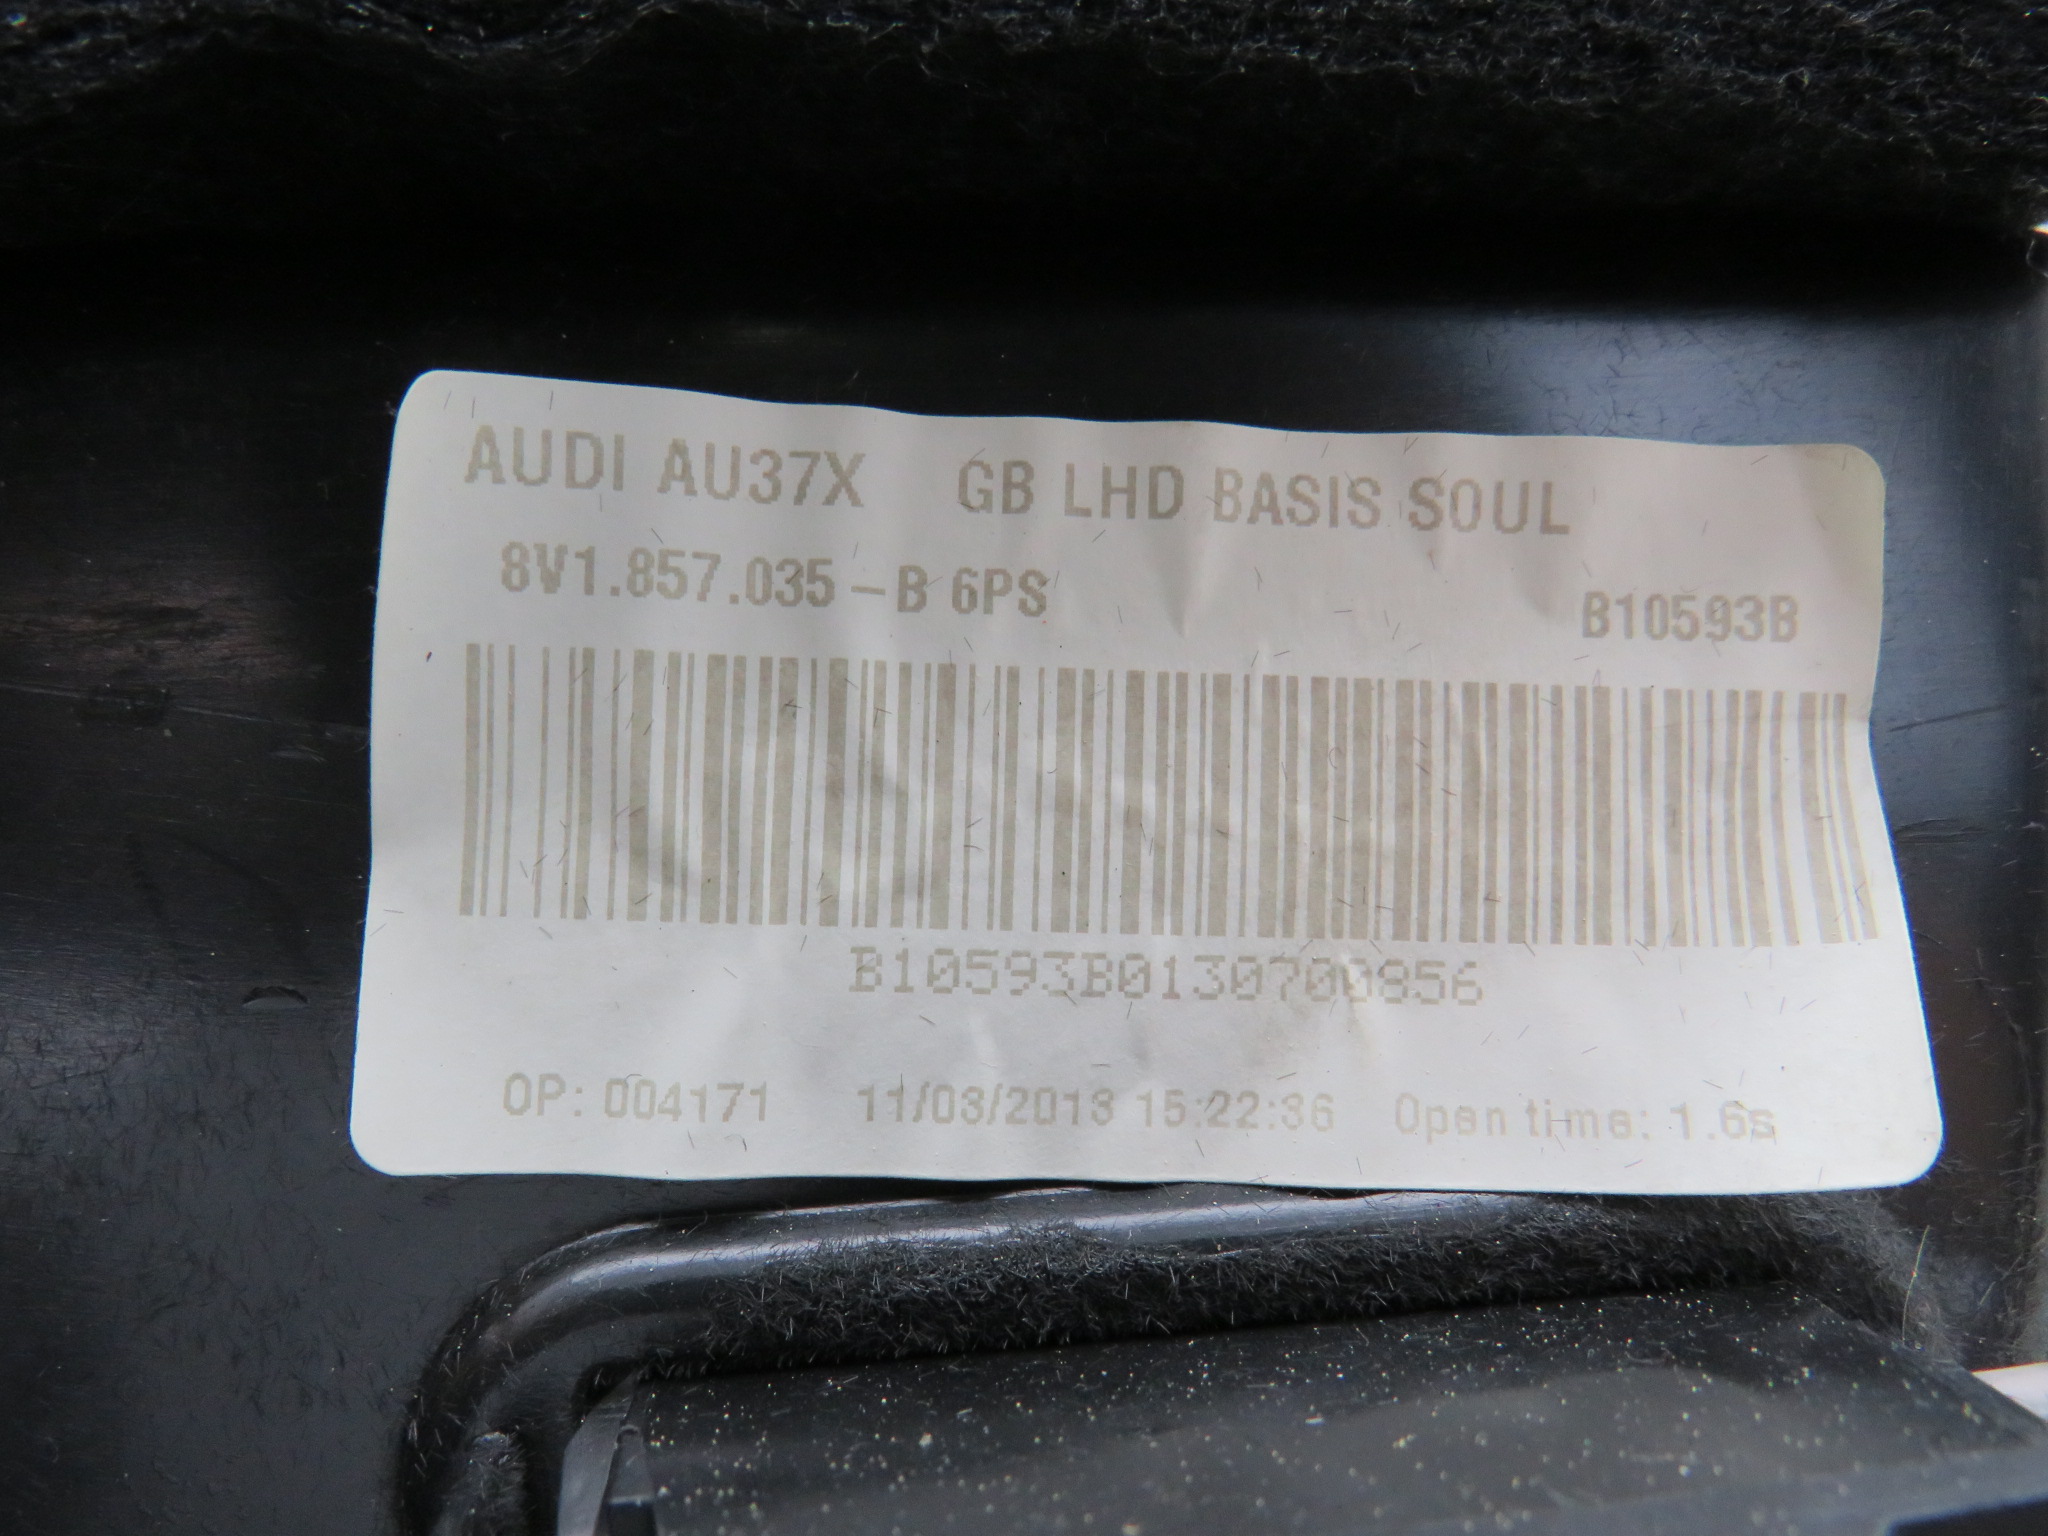 AUDI AU37X GB LHD BASIS SOUL
8V1.857.035-B 6PS B10593B
B10593B0130700856
OP: 004171 11/03/2013 15:22:36 Open time: 1.6s